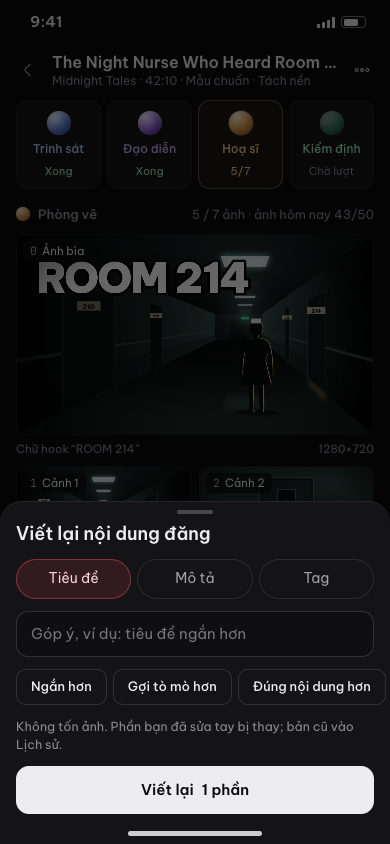 9:41
The Night Nurse Who Heard Room ...
Midnight Tales · 42:10 · Mẫu chuẩn · Tách nền
Trinh sát
Xong
Đạo diễn
Xong
Hoạ sĩ
5/7
Kiểm định
Chờ lượt
Phòng vẽ
5 / 7 ảnh · ảnh hôm nay 43/50
0 Ảnh bìa
ROOM 214
210
214
Chữ hook “ROOM 214”
1280×720
1 Cảnh 1
2 Cảnh 2
Viết lại nội dung đăng
Tiêu đề
Mô tả
Tag
Góp ý, ví dụ: tiêu đề ngắn hơn
Ngắn hơn
Gợi tò mò hơn
Đúng nội dung hơn
Không tốn ảnh. Phần bạn đã sửa tay bị thay; bản cũ vào
Lịch sử.
Viết lại 1 phần